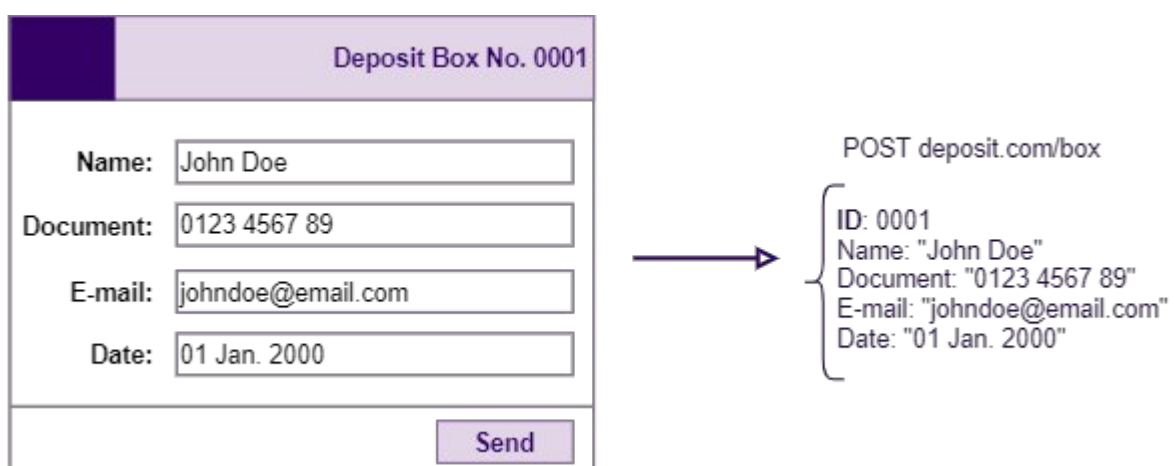 Deposit Box No. 0001
Name: John Doe
Document: 0123 4567 89
E-mail: johndoe@email.com
Date: 01 Jan. 2000
Send
POST deposit.com/box
ID: 0001
Name: "John Doe"
Document: "0123 4567 89"
E-mail: "johndoe@email.com"
Date: "01 Jan. 2000"